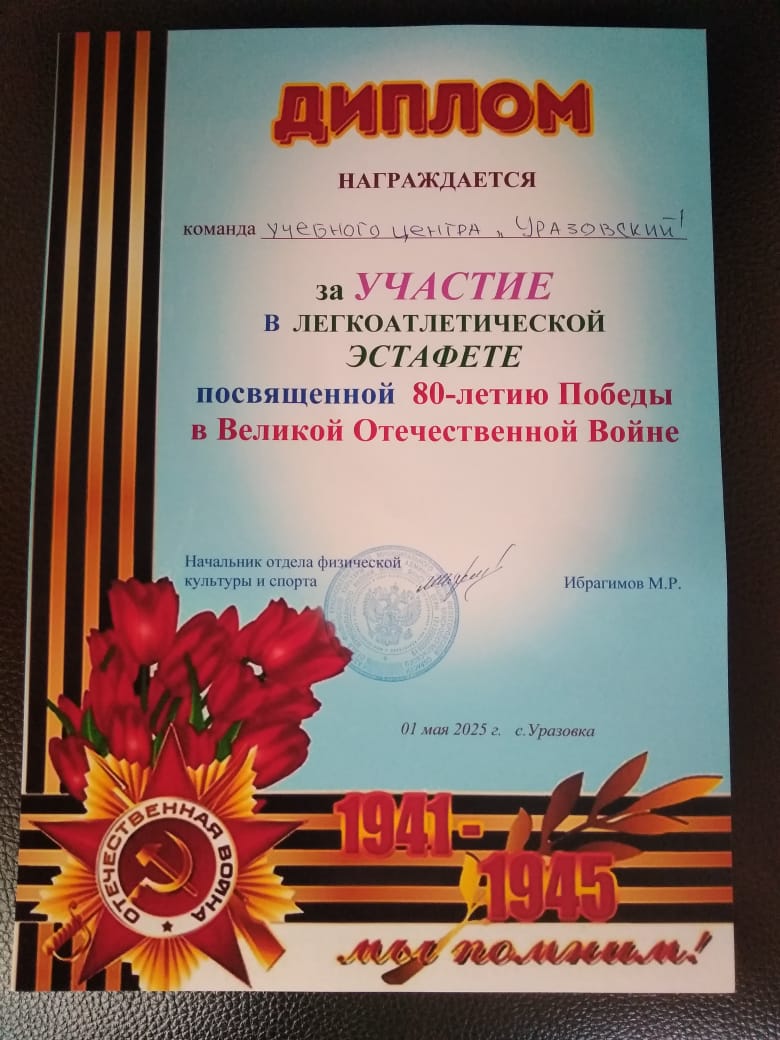 ДИПЛОМ
НАГРАЖДАЕТСЯ
команда учебного центра „Уразовский"
за УЧАСТИЕ
В ЛЕГКОАТЛЕТИЧЕСКОЙ
ЭСТАФЕТЕ
посвященной 80-летию Победы
в Великой Отечественной Войне
Начальник отдела физической
культуры и спорта
Ибрагимов М.Р.
01 мая 2025 г. с.Уразовка
ОТЕЧЕСТВЕННАЯ ВОЙНА
1941-
1945
мы помним!